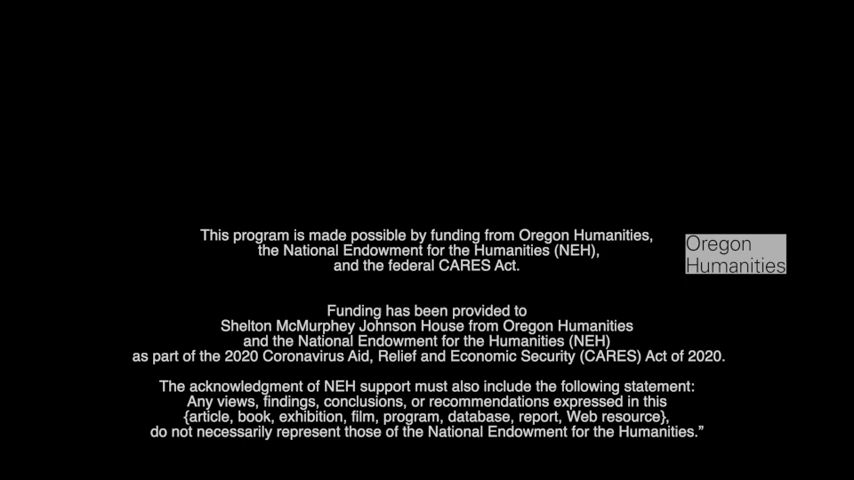 This program is made possible by funding from Oregon Humanities,
the National Endowment for the Humanities (NEH),
and the federal CARES Act.
Oregon
Humanities
Funding has been provided to
Shelton McMurphey Johnson House from Oregon Humanities
and the National Endowment for the Humanities (NEH)
as part of the 2020 Coronavirus Aid, Relief and Economic Security (CARES) Act of 2020.
The acknowledgment of NEH support must also include the following statement:
Any views, findings, conclusions, or recommendations expressed in this
{article, book, exhibition, film, program, database, report, Web resource},
do not necessarily represent those of the National Endowment for the Humanities.”